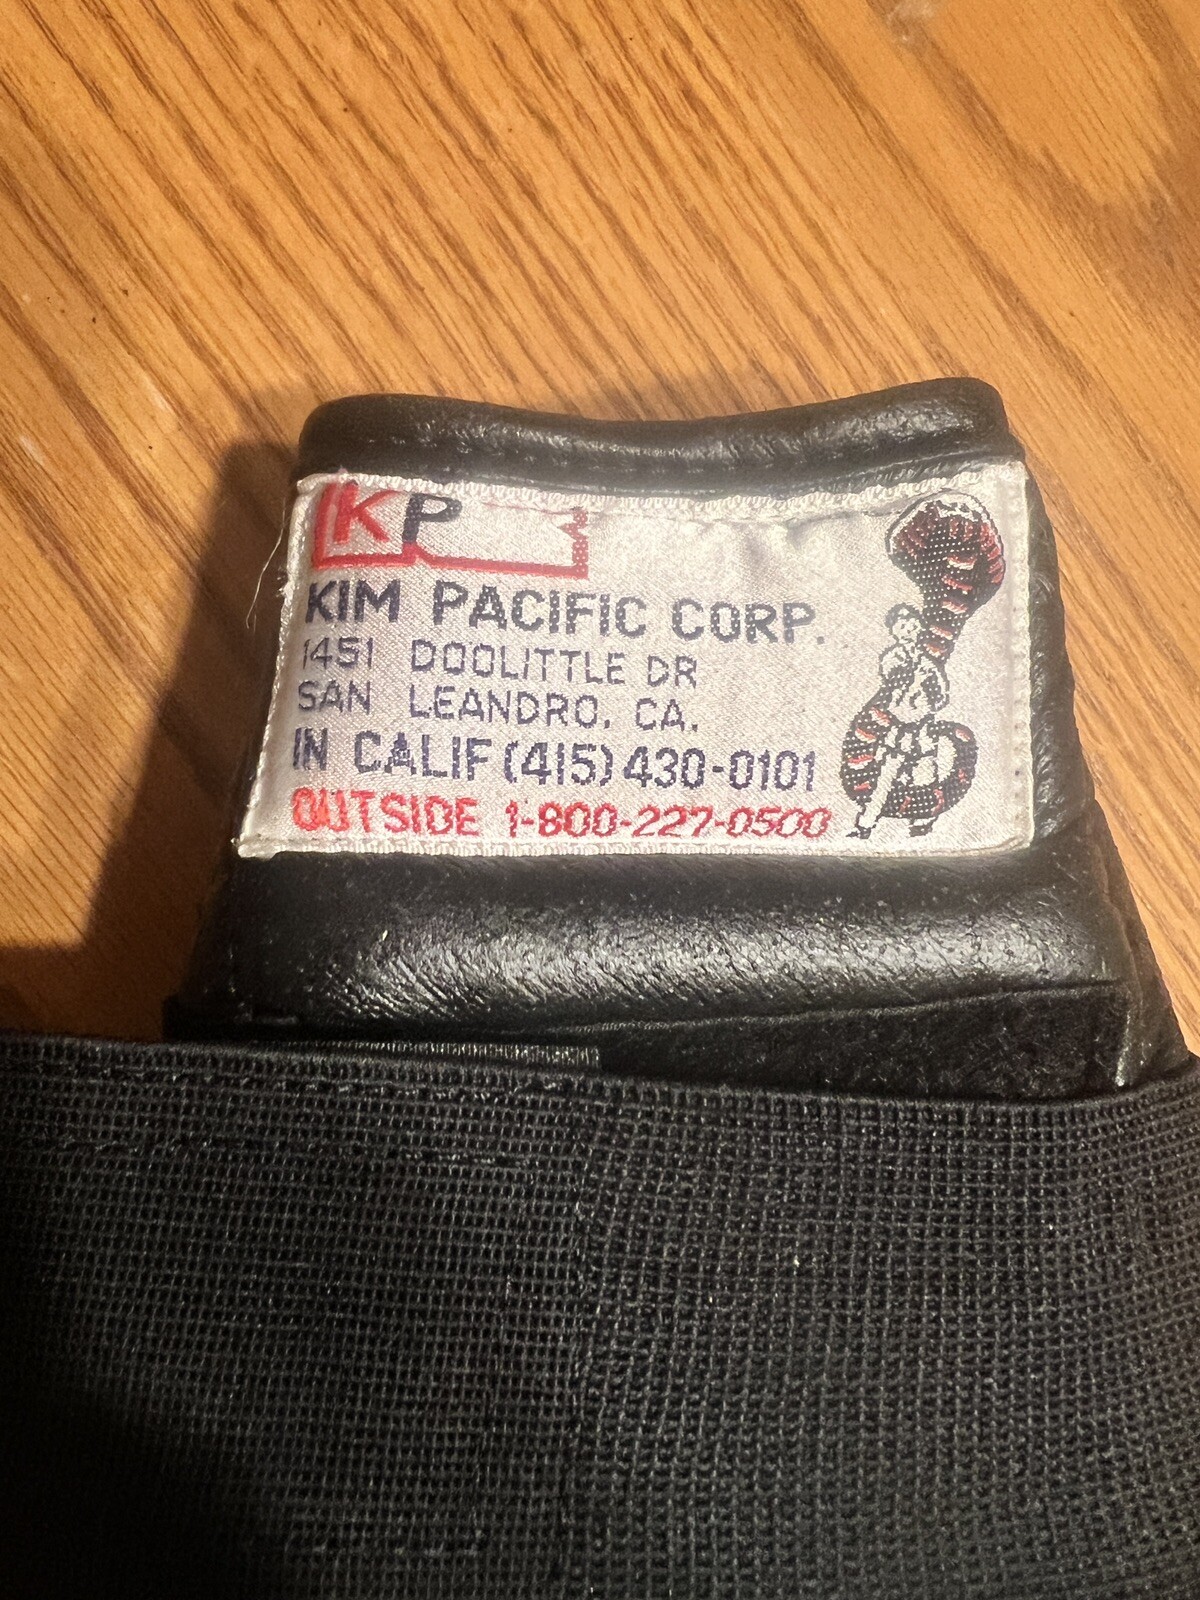 KP
KIM PACIFIC CORP.
1451 DOOLITTLE DR
SAN LEANDRO, CA.
IN CALIF (415) 430-0101
OUTSIDE 1-800-227-0500